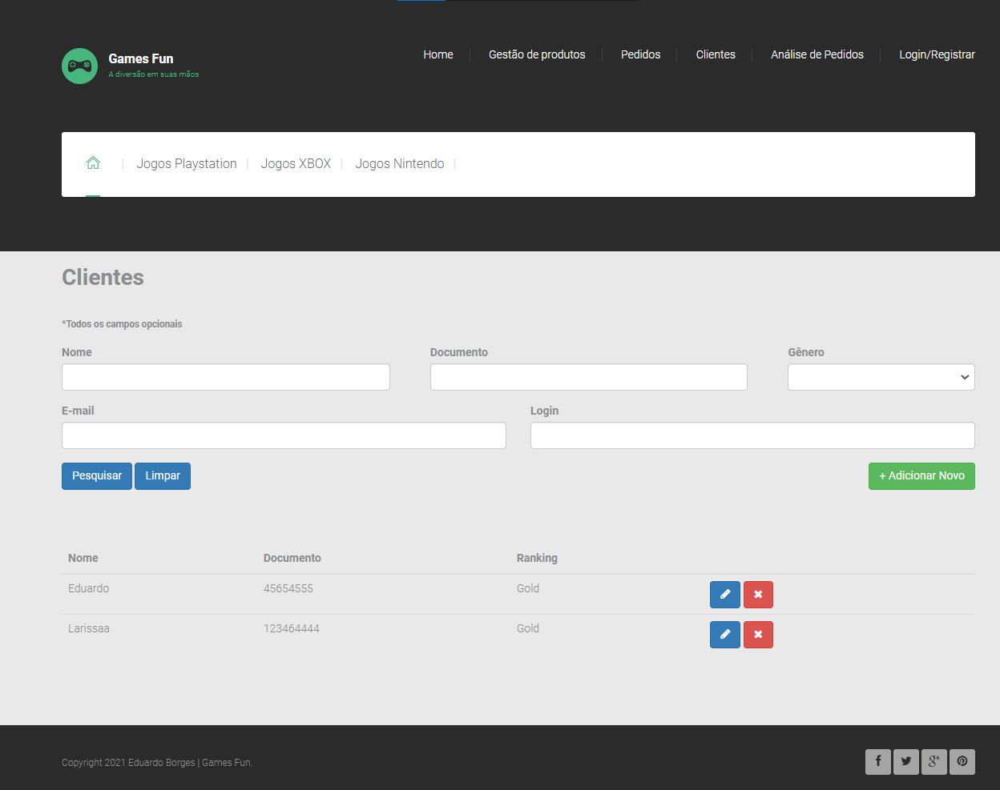 Games Fun
A diversão em suas mãos
Home
Gestão de produtos
Pedidos
Clientes
Análise de Pedidos
Login/Registrar
| Jogos Playstation | Jogos XBOX | Jogos Nintendo |
Clientes
*Todos os campos opcionais
Nome
Documento
Gênero
E-mail
Login
Pesquisar
Limpar
+ Adicionar Novo
Nome Documento Ranking
Eduardo 45654555 Gold
Larissaa 123464444 Gold
Copyright 2021 Eduardo Borges | Games Fun.